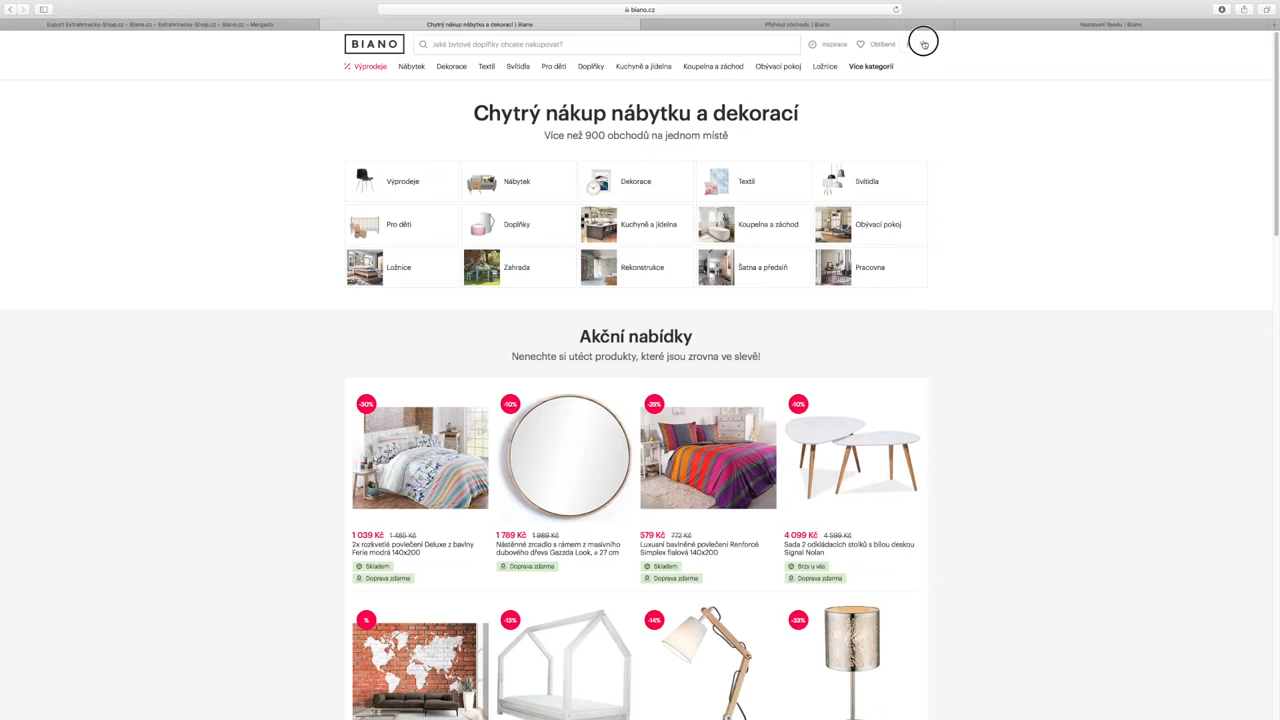 biano.cz
Export Extrahrnecky-Shop.cz - Biano.cz – Extrahrnecky-Shop.cz – Biano.cz – Mergado
Chytrý nákup nábytku a dekorací | Biano
Přehled obchodu | Biano
Nastavení feedu | Biano
BIANO
Jaké bytové doplňky chcete nakupovat?
Inspirace
Oblíbené
Výprodeje
Nábytek
Dekorace
Textil
Svítidla
Pro děti
Doplňky
Kuchyně a jídelna
Koupelna a záchod
Obývací pokoj
Ložnice
Více kategorií
Chytrý nákup nábytku a dekorací
Více než 900 obchodů na jednom místě
Výprodeje
Nábytek
Dekorace
Textil
Svítidla
Pro děti
Doplňky
Kuchyně a jídelna
Koupelna a záchod
Obývací pokoj
Ložnice
Zahrada
Rekonstrukce
Šatna a předsíň
Pracovna
Akční nabídky
Nenechte si utéct produkty, které jsou zrovna ve slevě!
-30%
-10%
-25%
-10%
1 039 Kč 1 485 Kč
2x rozkvetlé povlečení Deluxe z bavlny
Ferie modrá 140x200
Skladem
Doprava zdarma
1 789 Kč 1 989 Kč
Nástěnné zrcadlo s rámem z masivního
dubového dřeva Gazzda Look, ⌀ 27 cm
Doprava zdarma
579 Kč 772 Kč
Luxusní bavlněné povlečení Renforcé
Simplex fialová 140x200
Skladem
Doprava zdarma
4 099 Kč 4 599 Kč
Sada 2 odkládacích stolků s bílou deskou
Signal Nolan
Brzy u vás
Doprava zdarma
%
-13%
-14%
-33%